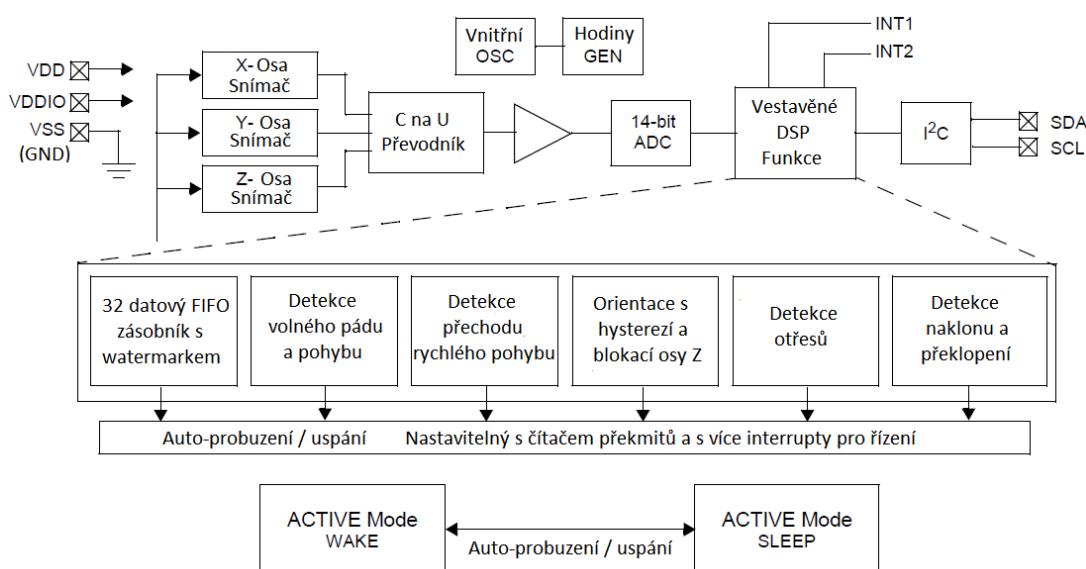 VDD
VDDIO
VSS
(GND)
X- Osa
Snímač
Y- Osa
Snímač
Z- Osa
Snímač
C na U
Převodník
Vnitřní
OSC
Hodiny
GEN
14-bit
ADC
Vestavěné
DSP
Funkce
INT1
INT2
I²C
SDA
SCL
32 datový FIFO
zásobník s
watermarkem
Detekce
volného pádu
a pohybu
Detekce
přechodu
rychlého pohybu
Orientace s
hysterezí a
blokací osy Z
Detekce
otřesů
Detekce
naklonu a
překlopení
Auto-probuzení / uspání Nastavitelný s čítačem překmitů a s více interrupty pro řízení
ACTIVE Mode
WAKE
Auto-probuzení / uspání
ACTIVE Mode
SLEEP